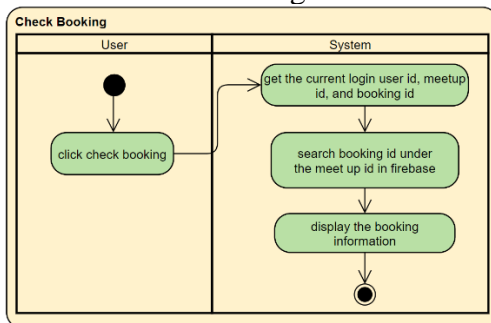 Check Booking
User
System
get the current login user id, meetup
id, and booking id
click check booking
search booking id under
the meet up id in firebase
display the booking
information